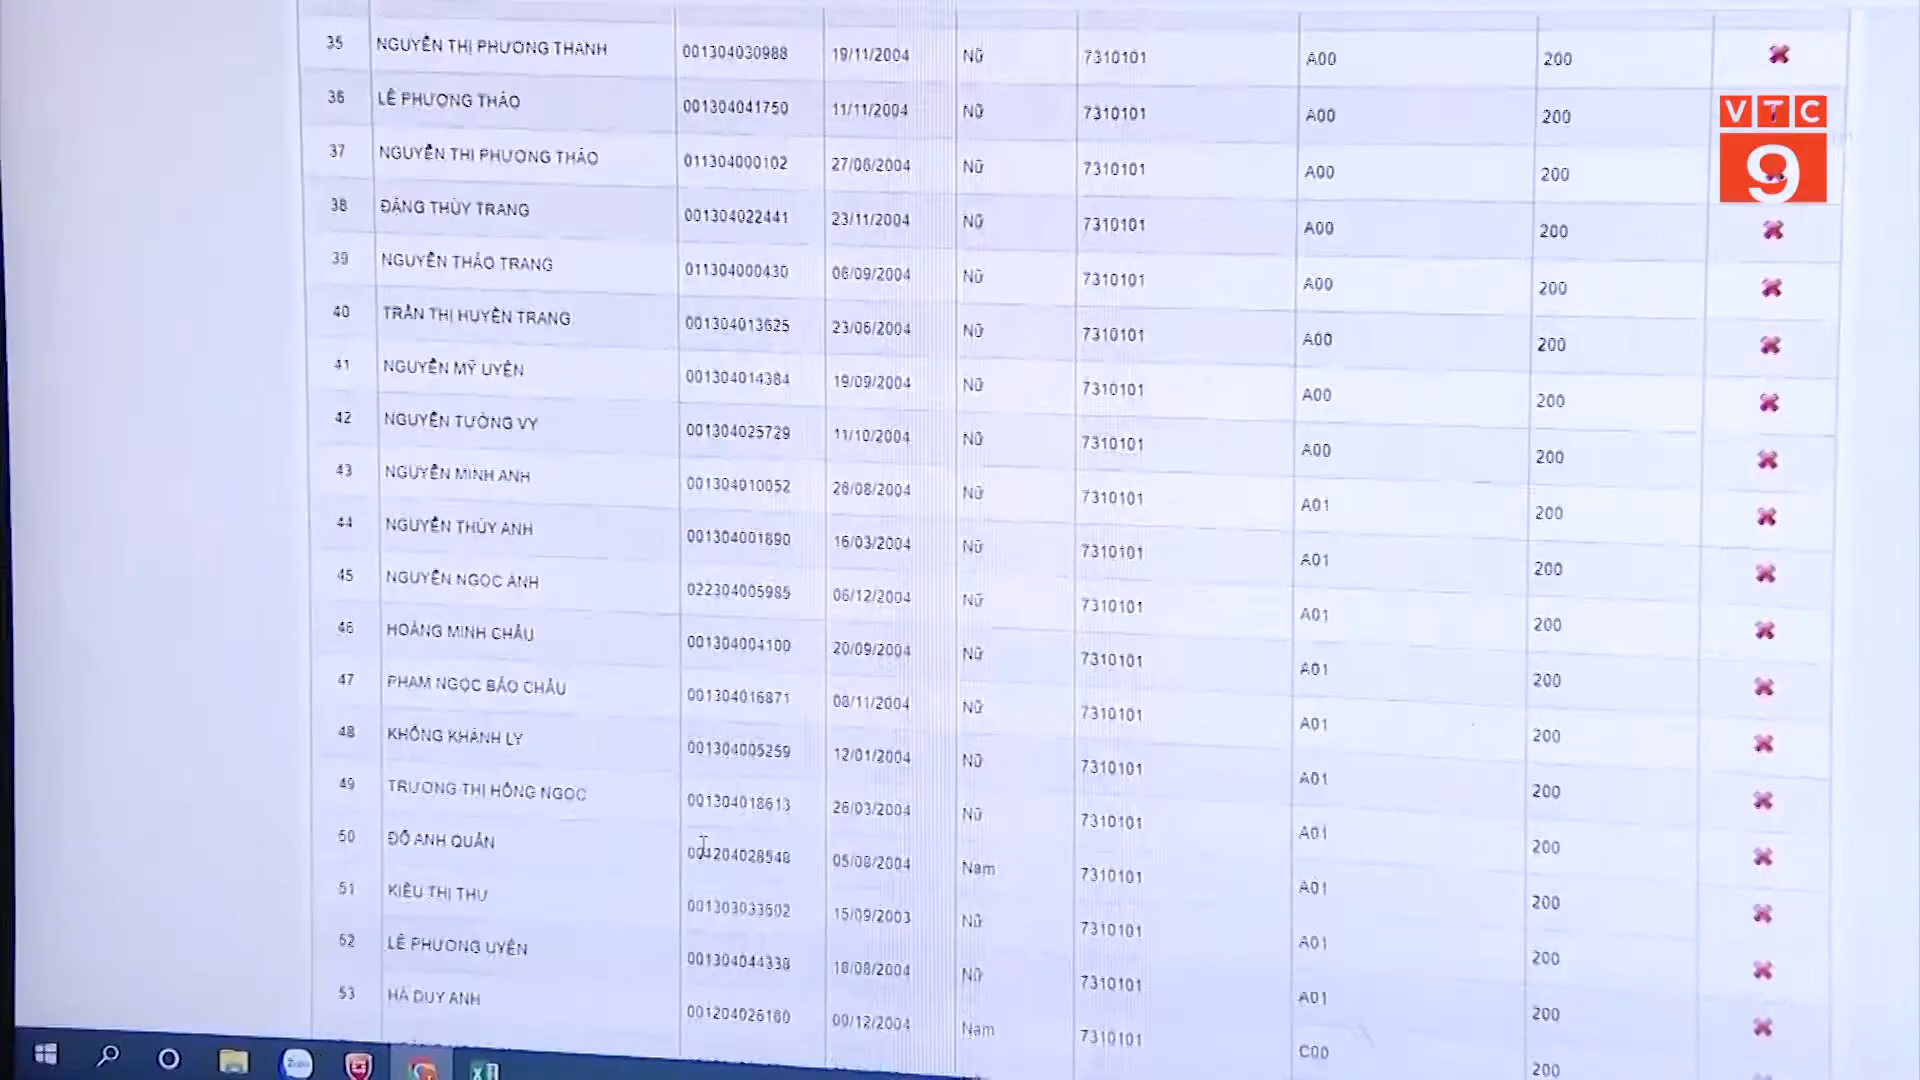 35 NGUYỄN THỊ PHƯƠNG THANH 001304030988 19/11/2004 Nữ 7310101 A00 200
36 LÊ PHƯƠNG THẢO 001304041750 11/11/2004 Nữ 7310101 A00 200
37 NGUYỄN THỊ PHƯƠNG THẢO 011304000102 27/06/2004 Nữ 7310101 A00 200
38 ĐẶNG THÙY TRANG 001304022441 23/11/2004 Nữ 7310101 A00 200
39 NGUYỄN THẢO TRANG 011304000430 06/09/2004 Nữ 7310101 A00 200
40 TRẦN THỊ HUYỀN TRANG 001304013625 23/06/2004 Nữ 7310101 A00 200
41 NGUYỄN MỸ UYÊN 001304014384 19/09/2004 Nữ 7310101 A00 200
42 NGUYỄN TƯỜNG VY 001304025729 11/10/2004 Nữ 7310101 A00 200
43 NGUYỄN MINH ANH 001304010052 26/08/2004 Nữ 7310101 A01 200
44 NGUYỄN THÙY ANH 001304001890 16/03/2004 Nữ 7310101 A01 200
45 NGUYỄN NGỌC ÁNH 022304005985 06/12/2004 Nữ 7310101 A01 200
46 HOÀNG MINH CHÂU 001304004100 20/09/2004 Nữ 7310101 A01 200
47 PHẠM NGỌC BẢO CHÂU 001304016871 08/11/2004 Nữ 7310101 A01 200
48 KHỔNG KHÁNH LY 001304005259 12/01/2004 Nữ 7310101 A01 200
49 TRƯƠNG THỊ HỒNG NGỌC 001304018613 26/03/2004 Nữ 7310101 A01 200
50 ĐỖ ANH QUÂN 05/08/2004 Nam 7310101 A01 200
51 KIỀU THỊ THƯ 001303033602 15/09/2003 Nữ 7310101 A01 200
52 LÊ PHƯƠNG UYÊN 001304044338 18/08/2004 Nữ 7310101 A01 200
53 HÀ DUY ANH 001204026160 Nam 7310101 C00 200
VTC
9
Zalo